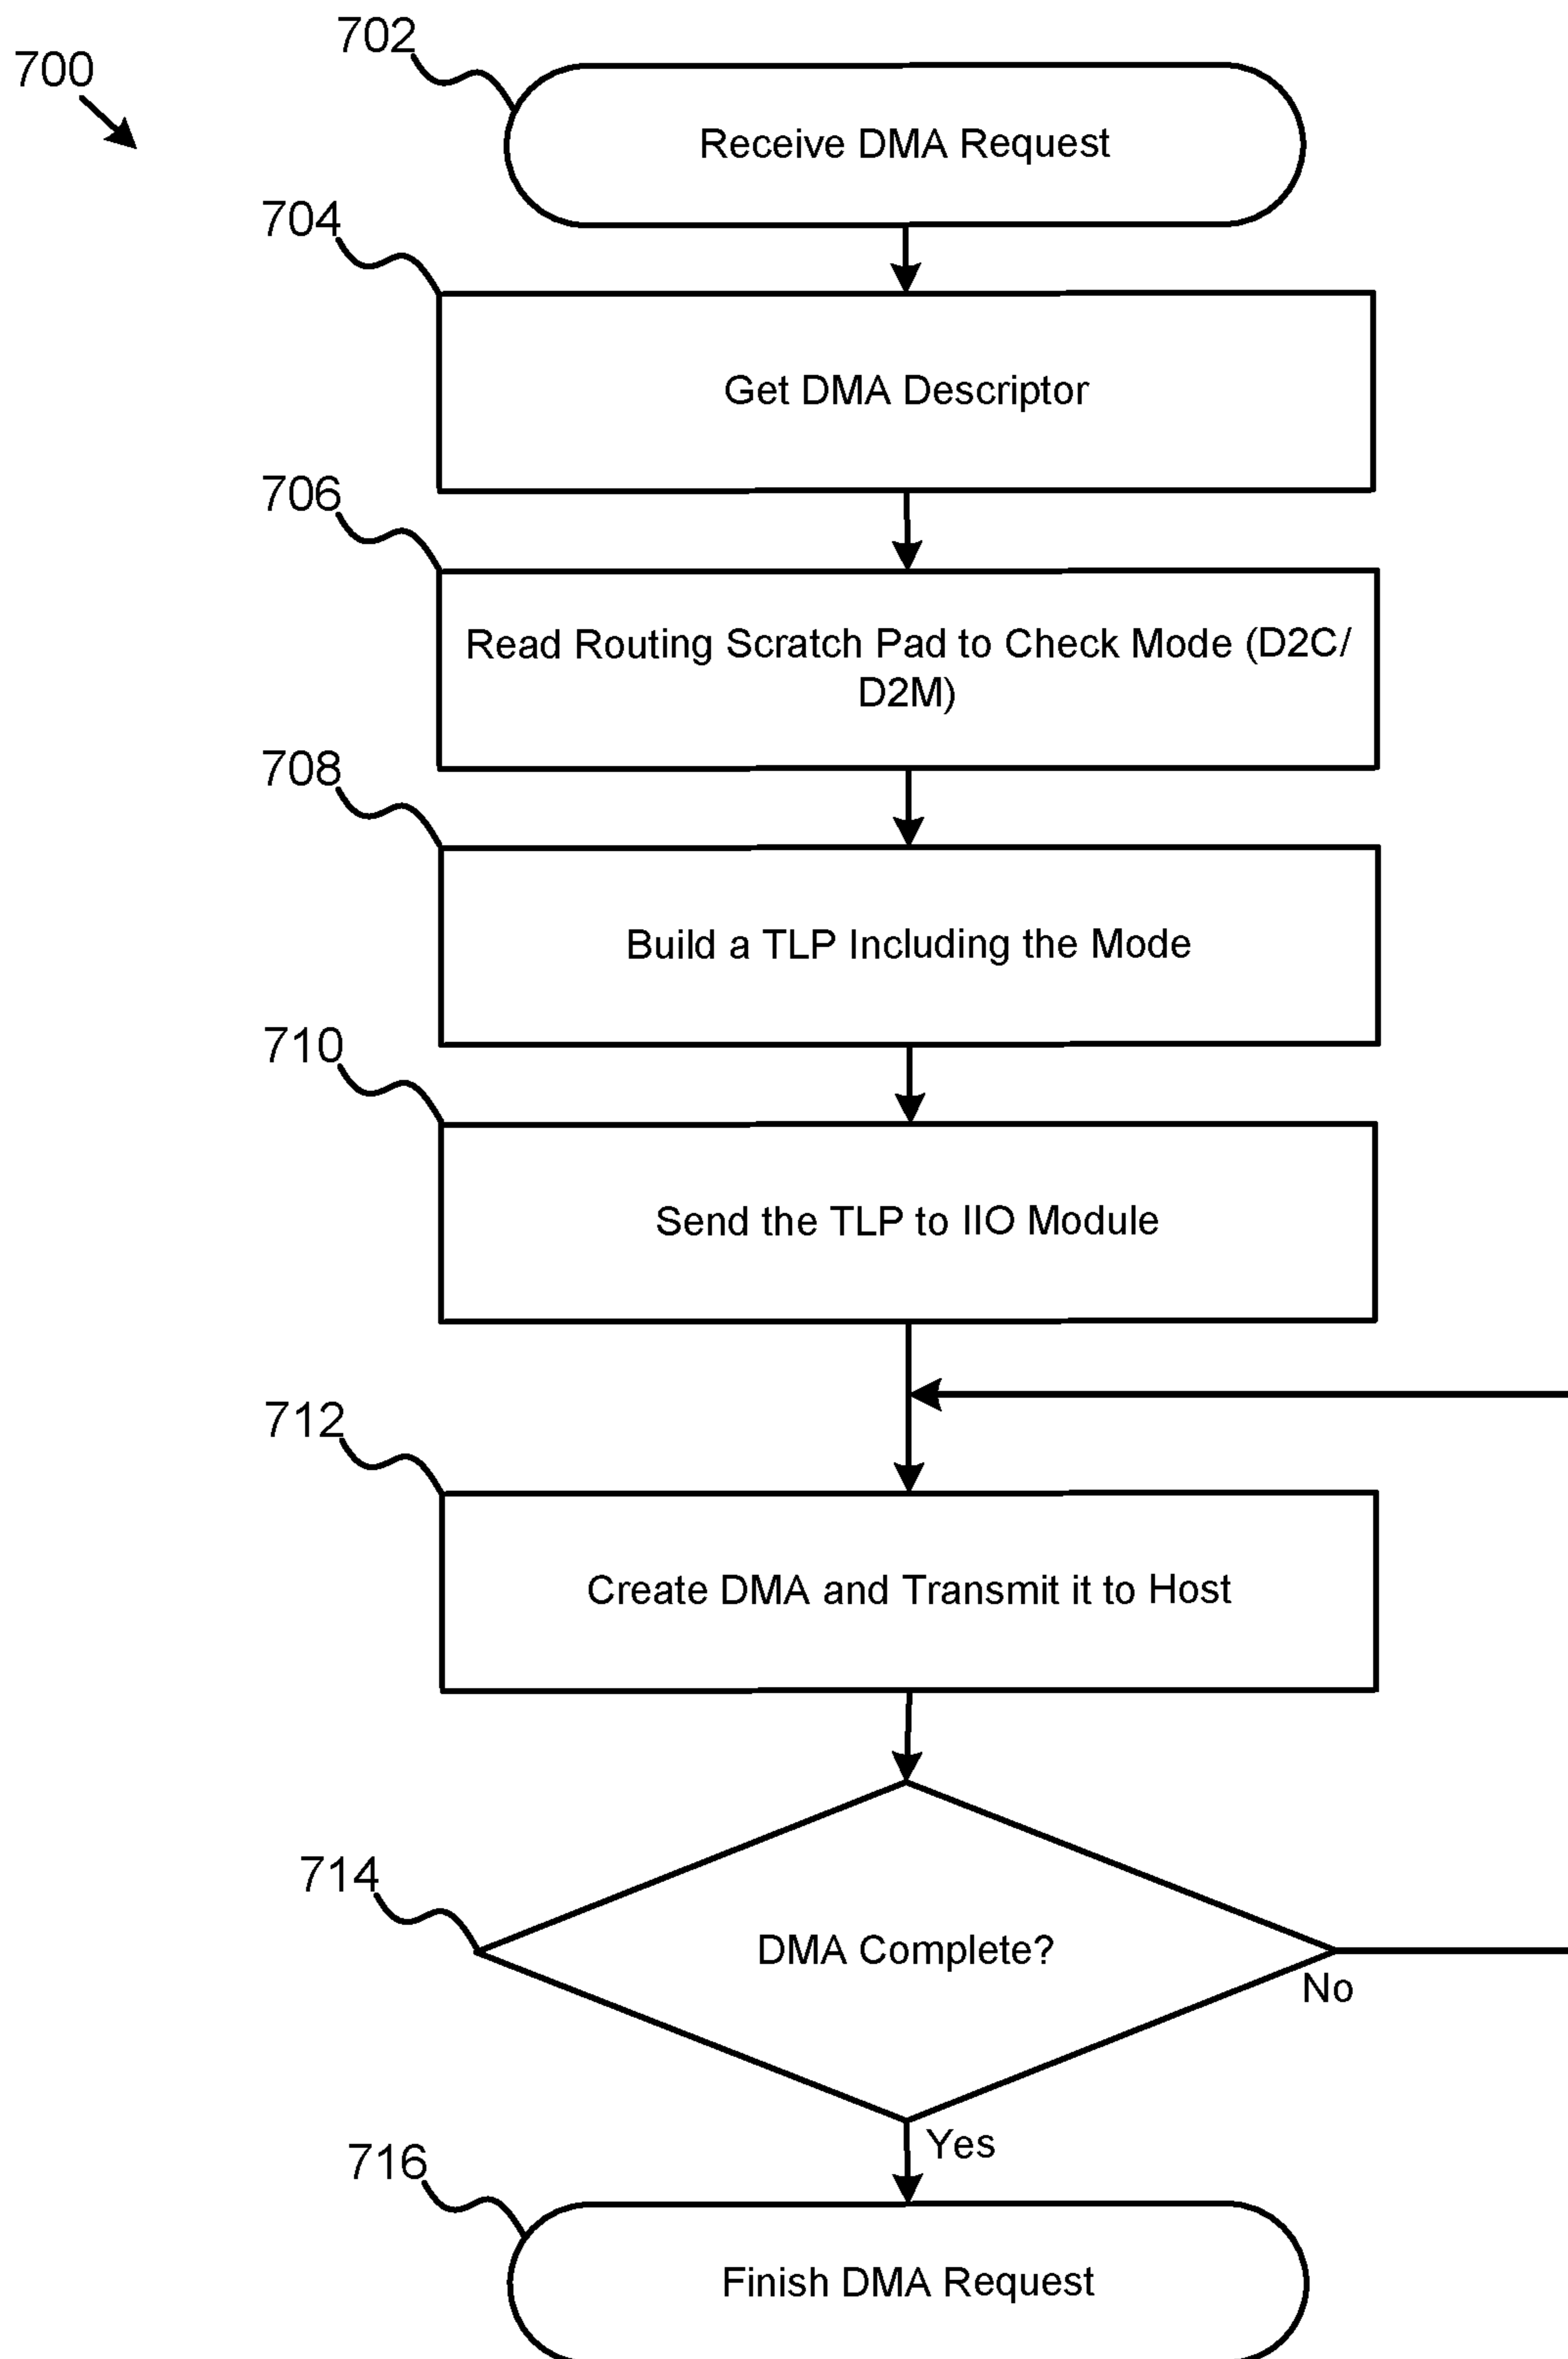 700
702
Receive DMA Request
704
Get DMA Descriptor
706
Read Routing Scratch Pad to Check Mode (D2C/
D2M)
708
Build a TLP Including the Mode
710
Send the TLP to IIO Module
712
Create DMA and Transmit it to Host
714
DMA Complete?
No
Yes
716
Finish DMA Request